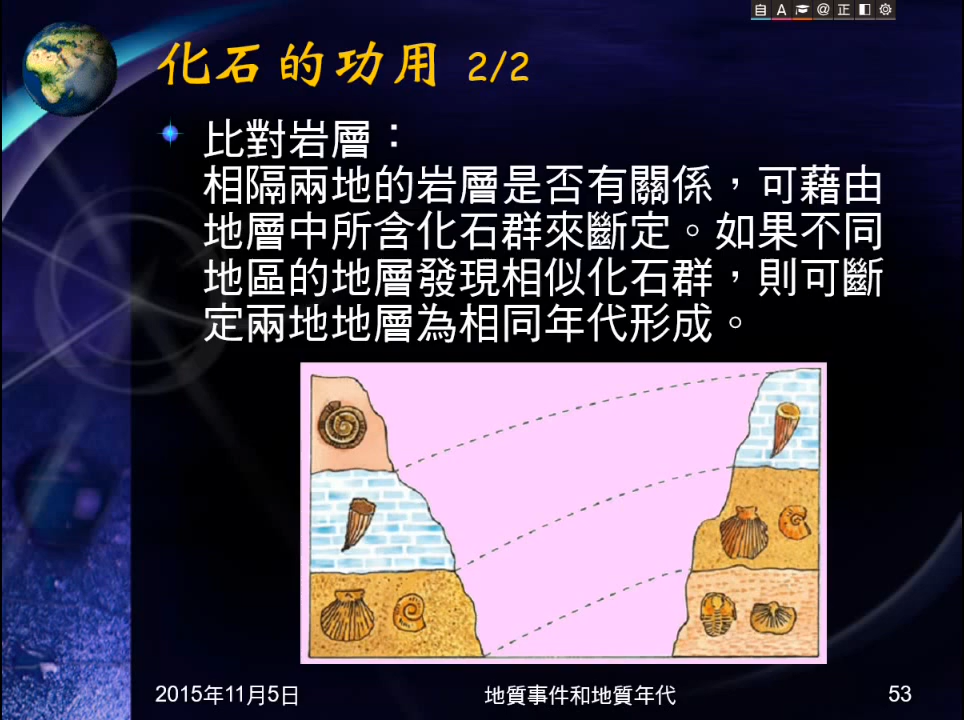 自 A @ 正
化石的功用 2/2
比對岩層：
相隔兩地的岩層是否有關係，可藉由
地層中所含化石群來斷定。如果不同
地區的地層發現相似化石群，則可斷
定兩地地層為相同年代形成。
2015年11月5日
地質事件和地質年代
53